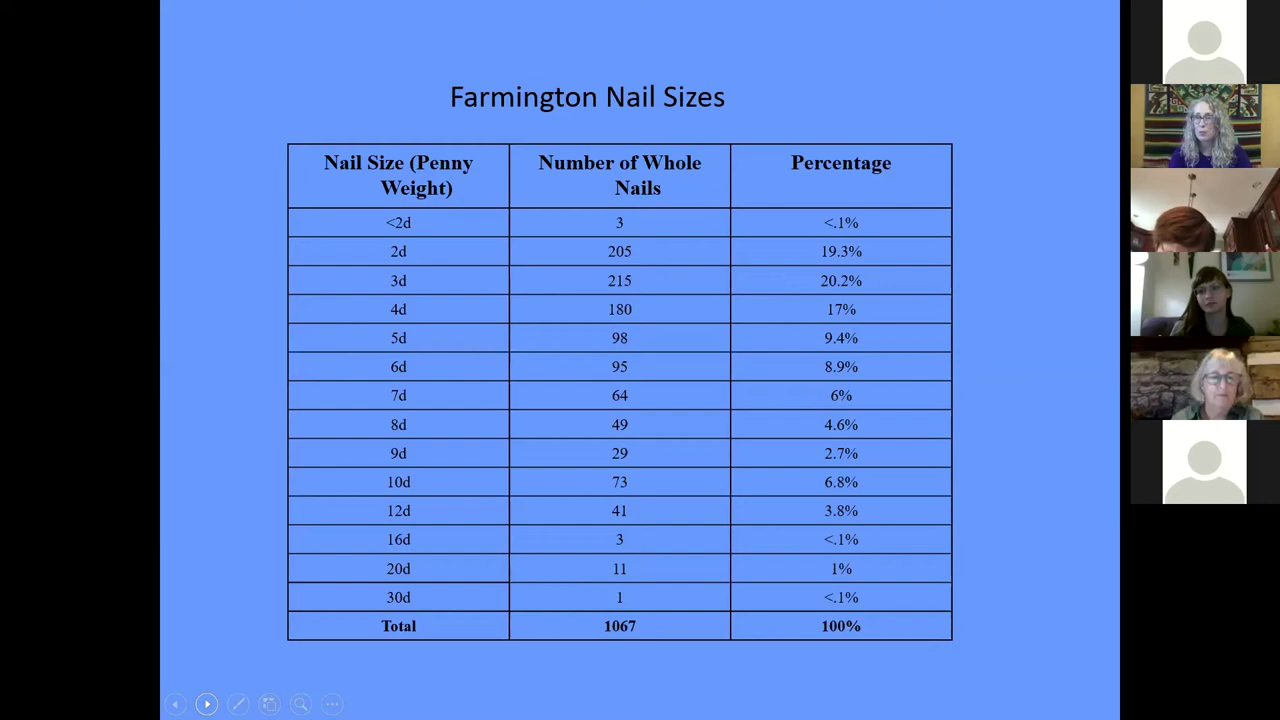 Farmington Nail Sizes
Nail Size (Penny Weight) Number of Whole Nails Percentage
<2d 3 <.1%
2d 205 19.3%
3d 215 20.2%
4d 180 17%
5d 98 9.4%
6d 95 8.9%
7d 64 6%
8d 49 4.6%
9d 29 2.7%
10d 73 6.8%
12d 41 3.8%
16d 3 <.1%
20d 11 1%
30d 1 <.1%
Total 1067 100%